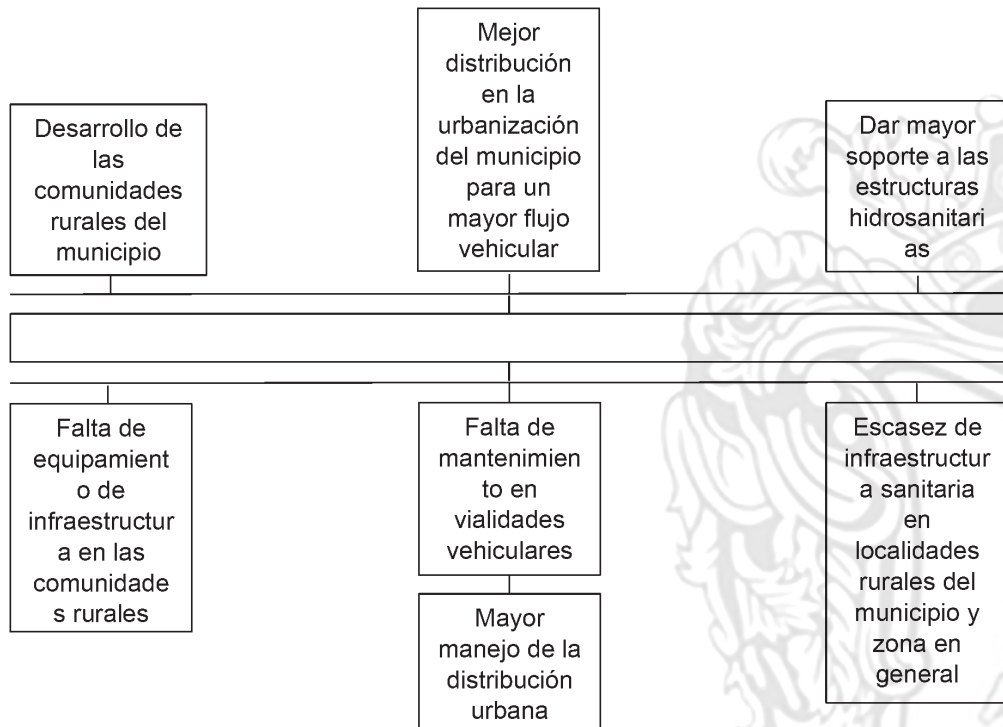 Desarrollo de
las
comunidades
rurales del
municipio
Mejor
distribución
en la
urbanización
del municipio
para un
mayor flujo
vehicular
Dar mayor
soporte a las
estructuras
hidrosanitari
as
Falta de
equipamient
o de
infraestructur
a en las
comunidade
s rurales
Falta de
mantenimien
to en
vialidades
vehiculares
Mayor
manejo de la
distribución
urbana
Escasez de
infraestructur
a sanitaria
en
localidades
rurales del
municipio y
zona en
general